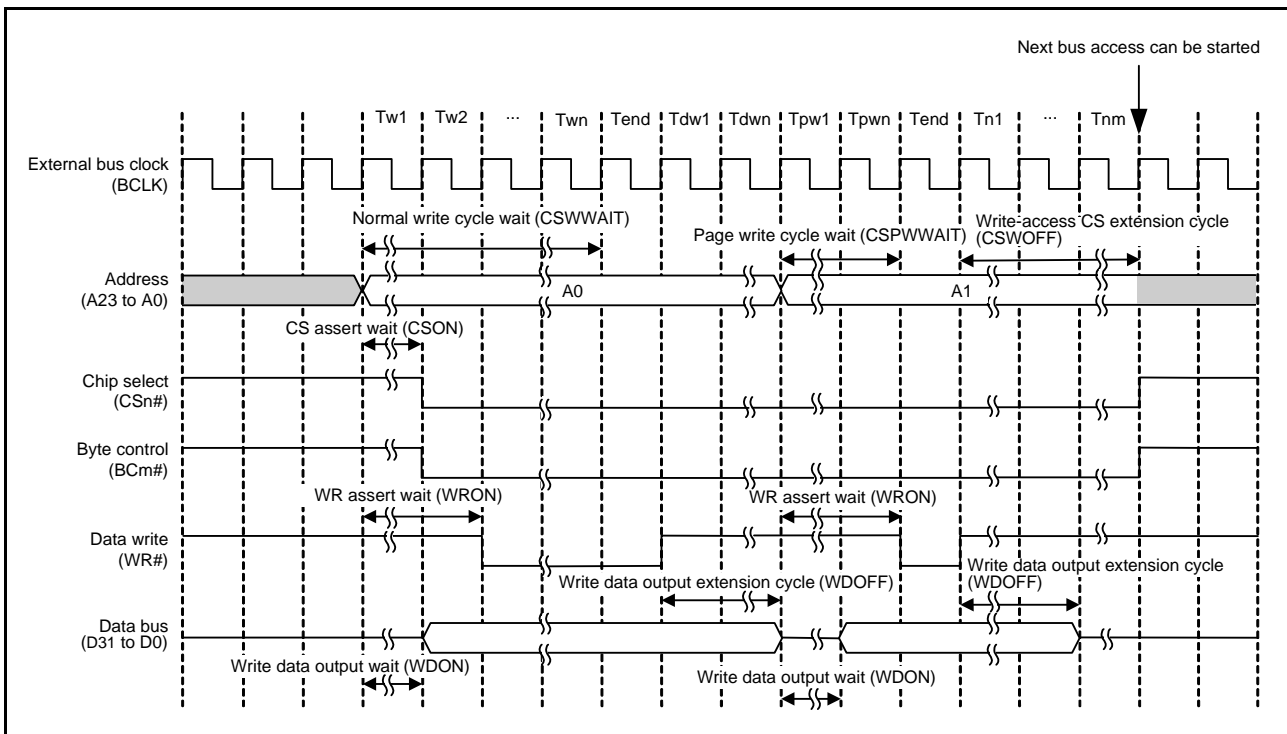 Next bus access can be started
Tw1 Tw2 ... Twn Tend Tdw1 Tdwn Tpw1 Tpwn Tend Tn1 ... Tnm
External bus clock
(BCLK)
Normal write cycle wait (CSWWAIT)
Page write cycle wait (CSPWWAIT)
Write-access CS extension cycle
(CSWOFF)
Address
(A23 to A0)
A0
A1
CS assert wait (CSON)
Chip select
(CSn#)
Byte control
(BCm#)
WR assert wait (WRON)
WR assert wait (WRON)
Data write
(WR#)
Write data output extension cycle (WDOFF)
Write data output extension cycle
(WDOFF)
Data bus
(D31 to D0)
Write data output wait (WDON)
Write data output wait (WDON)